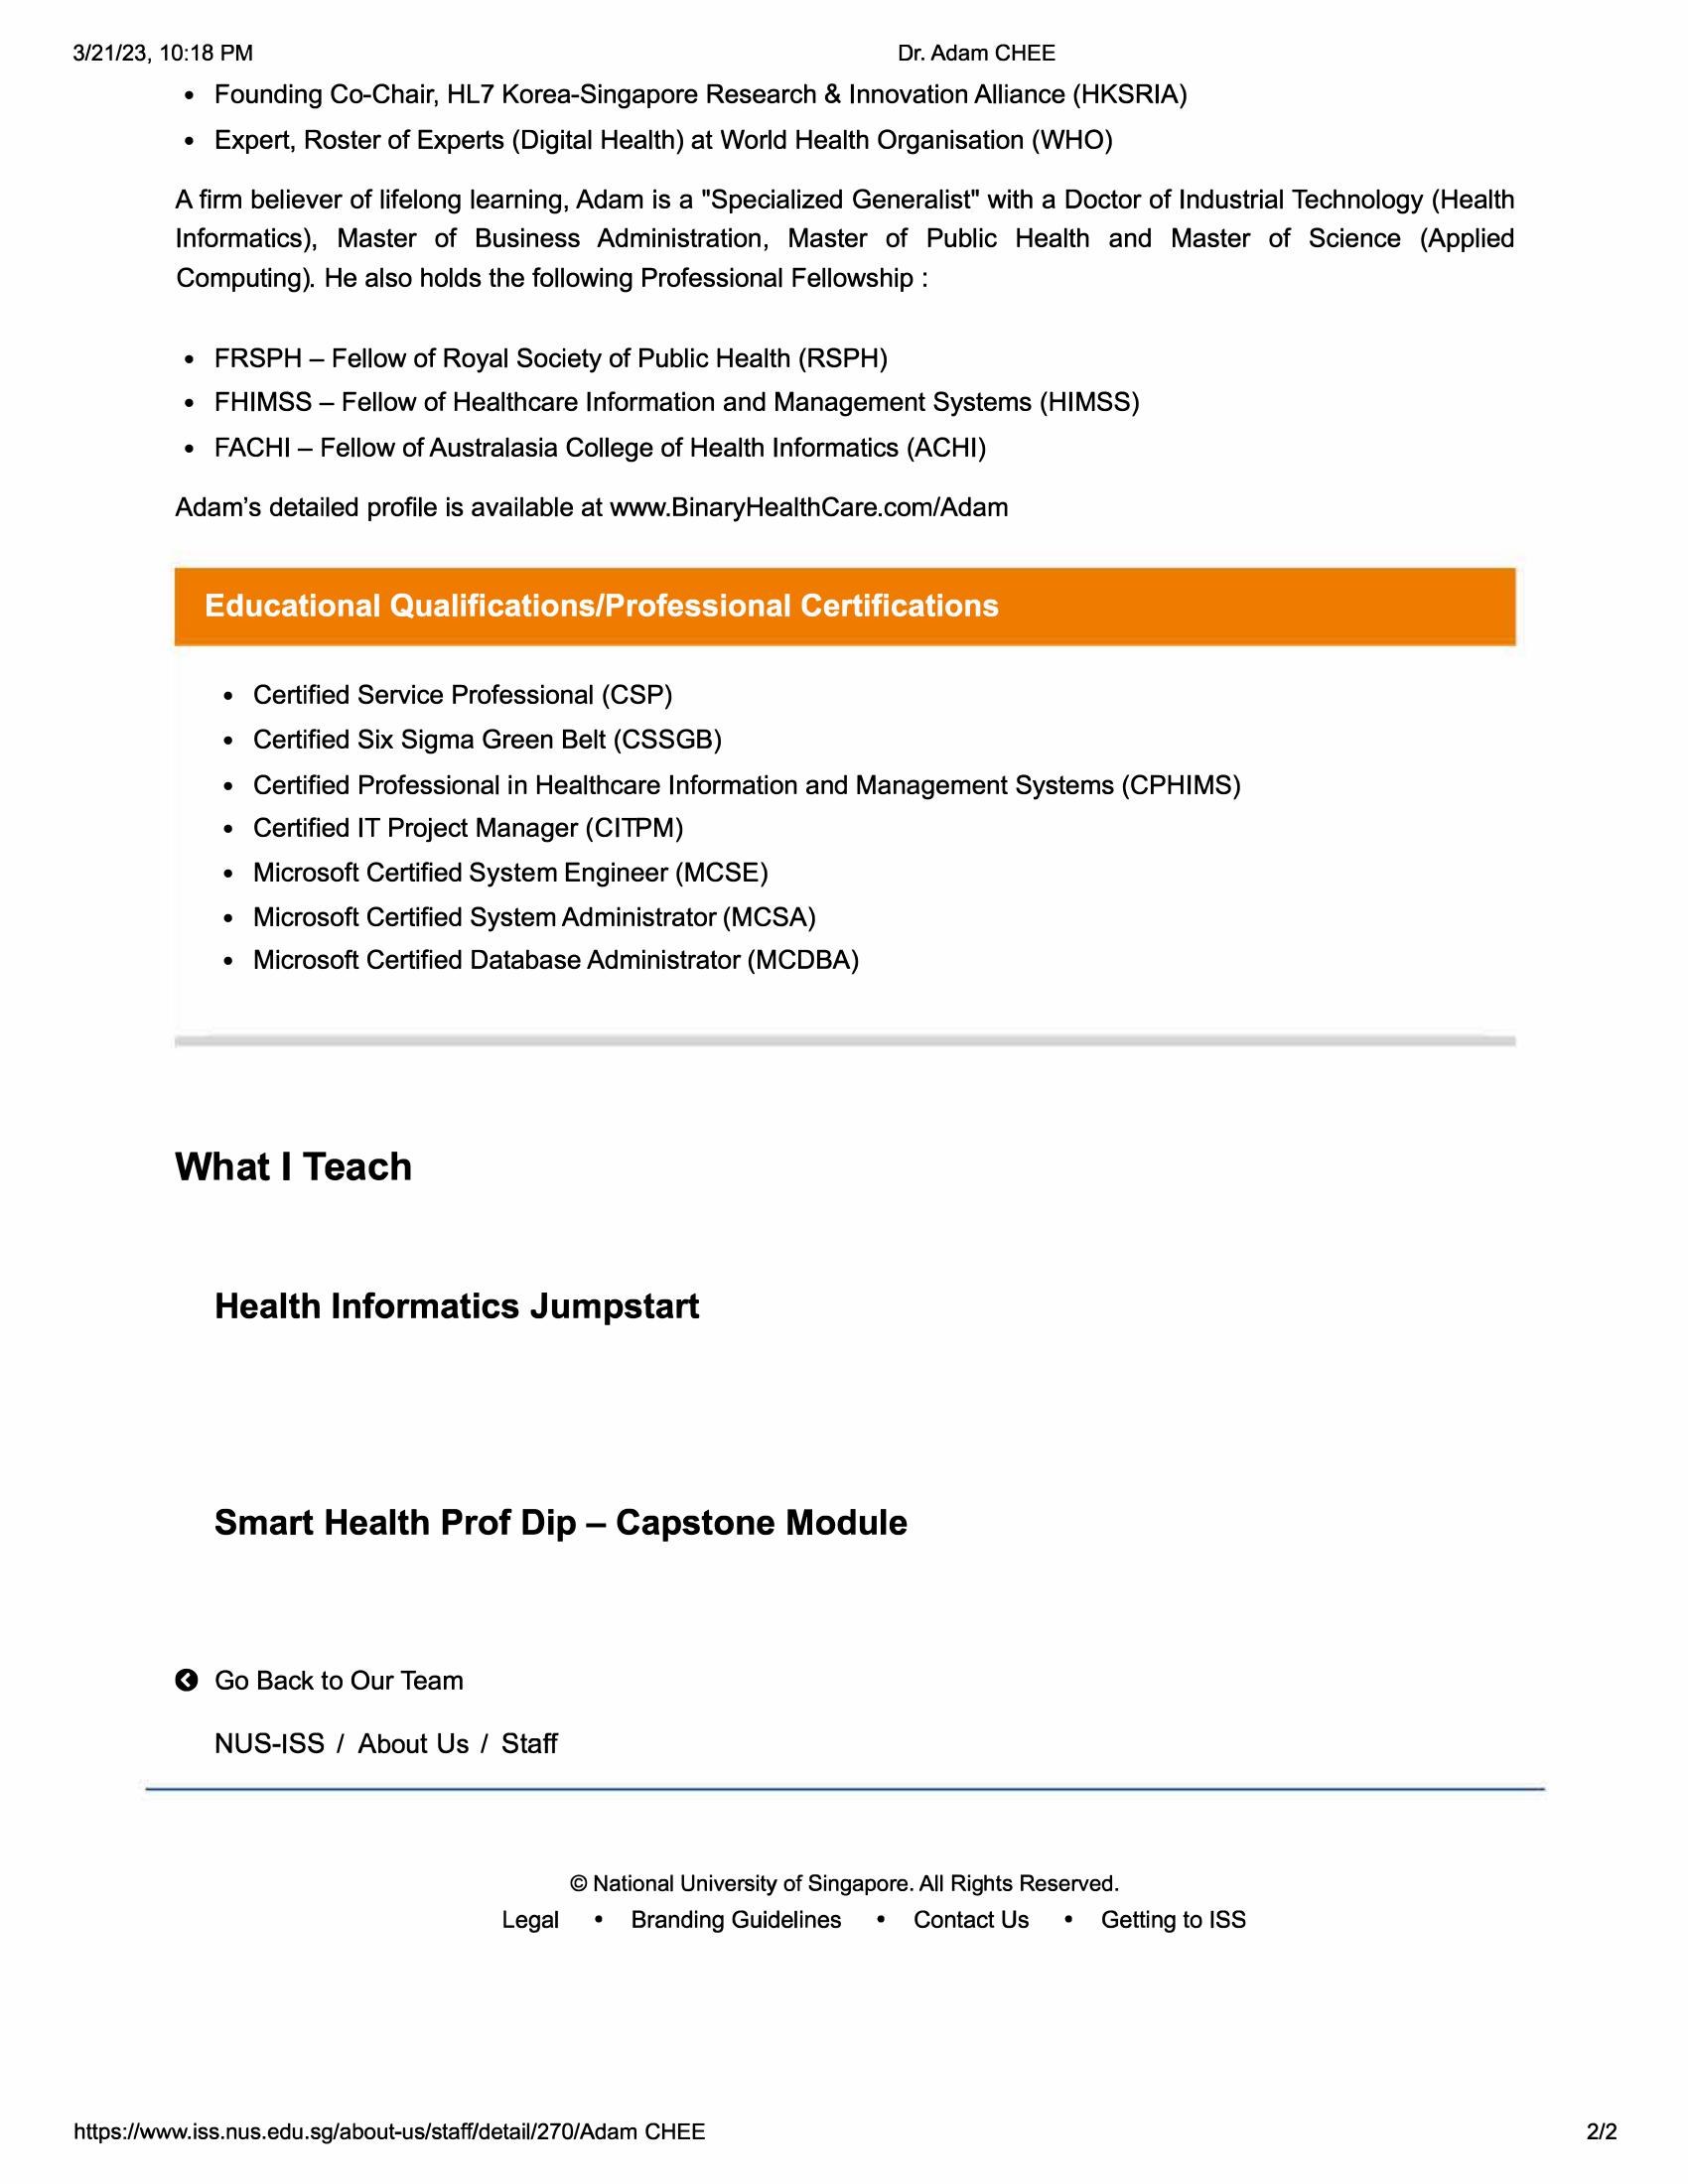 3/21/23, 10:18 PM
Dr. Adam CHEE
• Founding Co-Chair, HL7 Korea-Singapore Research & Innovation Alliance (HKSRIA)
• Expert, Roster of Experts (Digital Health) at World Health Organisation (WHO)
A firm believer of lifelong learning, Adam is a "Specialized Generalist" with a Doctor of Industrial Technology (Health
Informatics), Master of Business Administration, Master of Public Health and Master of Science (Applied
Computing). He also holds the following Professional Fellowship :
• FRSPH – Fellow of Royal Society of Public Health (RSPH)
• FHIMSS – Fellow of Healthcare Information and Management Systems (HIMSS)
• FACHI – Fellow of Australasia College of Health Informatics (ACHI)
Adam’s detailed profile is available at www.BinaryHealthCare.com/Adam
Educational Qualifications/Professional Certifications
• Certified Service Professional (CSP)
• Certified Six Sigma Green Belt (CSSGB)
• Certified Professional in Healthcare Information and Management Systems (CPHIMS)
• Certified IT Project Manager (CITPM)
• Microsoft Certified System Engineer (MCSE)
• Microsoft Certified System Administrator (MCSA)
• Microsoft Certified Database Administrator (MCDBA)
What I Teach
Health Informatics Jumpstart
Smart Health Prof Dip – Capstone Module
Go Back to Our Team
NUS-ISS / About Us / Staff
© National University of Singapore. All Rights Reserved.
Legal • Branding Guidelines • Contact Us • Getting to ISS
https://www.iss.nus.edu.sg/about-us/staff/detail/270/Adam CHEE
2/2